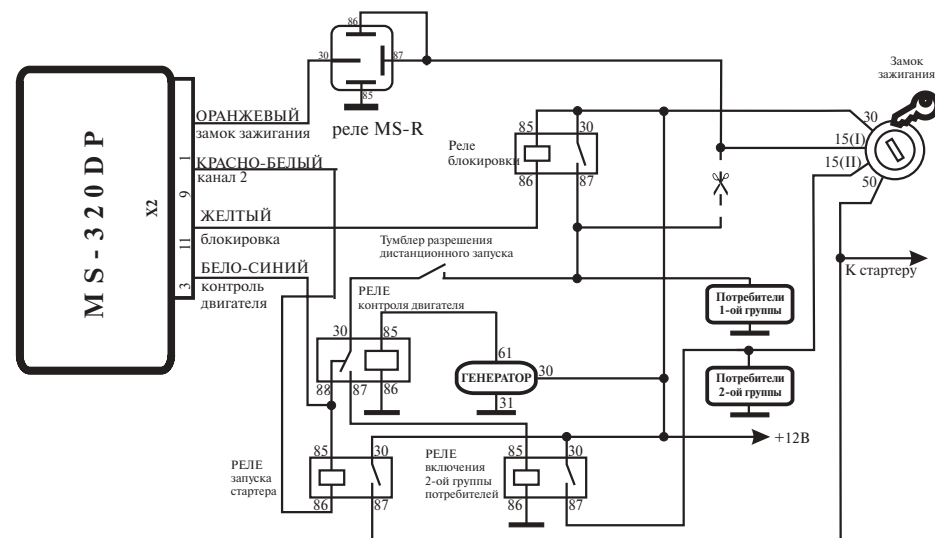 MS-320DP
X2
1
9
11
3
ОРАНЖЕВЫЙ
замок зажигания
КРАСНО-БЕЛЫЙ
канал 2
ЖЕЛТЫЙ
блокировка
БЕЛО-СИНИЙ
контроль
двигателя
86
30
87
85
реле MS-R
Реле
блокировки
85
30
86
87
Замок
зажигания
30
15(I)
15(II)
50
К стартеру
Тумблер разрешения
дистанционного запуска
РЕЛЕ
контроля двигателя
30
85
88
87
86
61
ГЕНЕРАТОР
30
31
Потребители
1-ой группы
Потребители
2-ой группы
+12В
РЕЛЕ
запуска
стартера
85
30
86
87
РЕЛЕ
включения
2-ой группы
потребителей
85
30
86
87